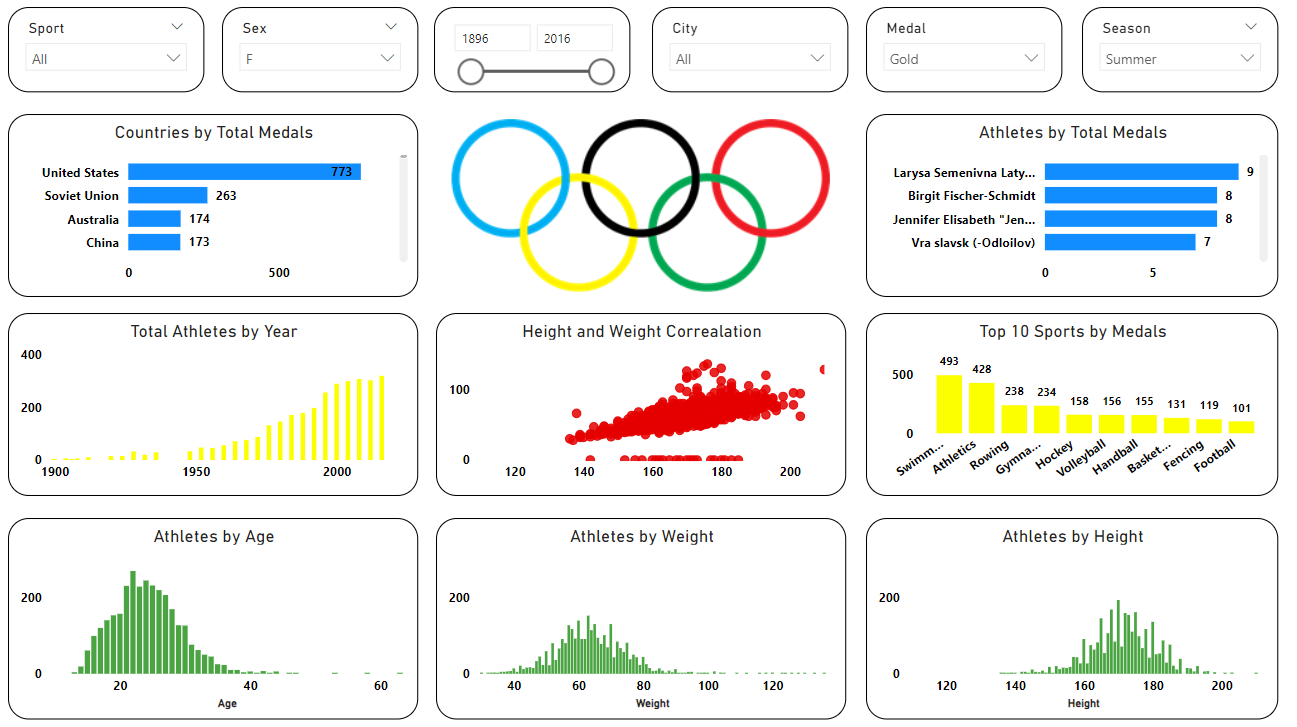 Sport
All
Sex
F
1896 2016
City
All
Medal
Gold
Season
Summer
Countries by Total Medals
United States 773
Soviet Union 263
Australia 174
China 173
0 500
Athletes by Total Medals
Larysa Semenivna Laty... 9
Birgit Fischer-Schmidt 8
Jennifer Elisabeth "Jen... 8
Vra slavsk (-Odloilov) 7
0 5
Total Athletes by Year
400
200
0
1900 1950 2000
Height and Weight Correalation
100
0
120 140 160 180 200
Top 10 Sports by Medals
500
0
493 428 238 234 158 156 155 131 119 101
Swimm... Athletics Rowing Gymna... Hockey Volleyball Handball Basket... Fencing Football
Athletes by Age
200
0
20 40 60
Age
Athletes by Weight
200
0
40 60 80 100 120
Weight
Athletes by Height
200
0
120 140 160 180 200
Height